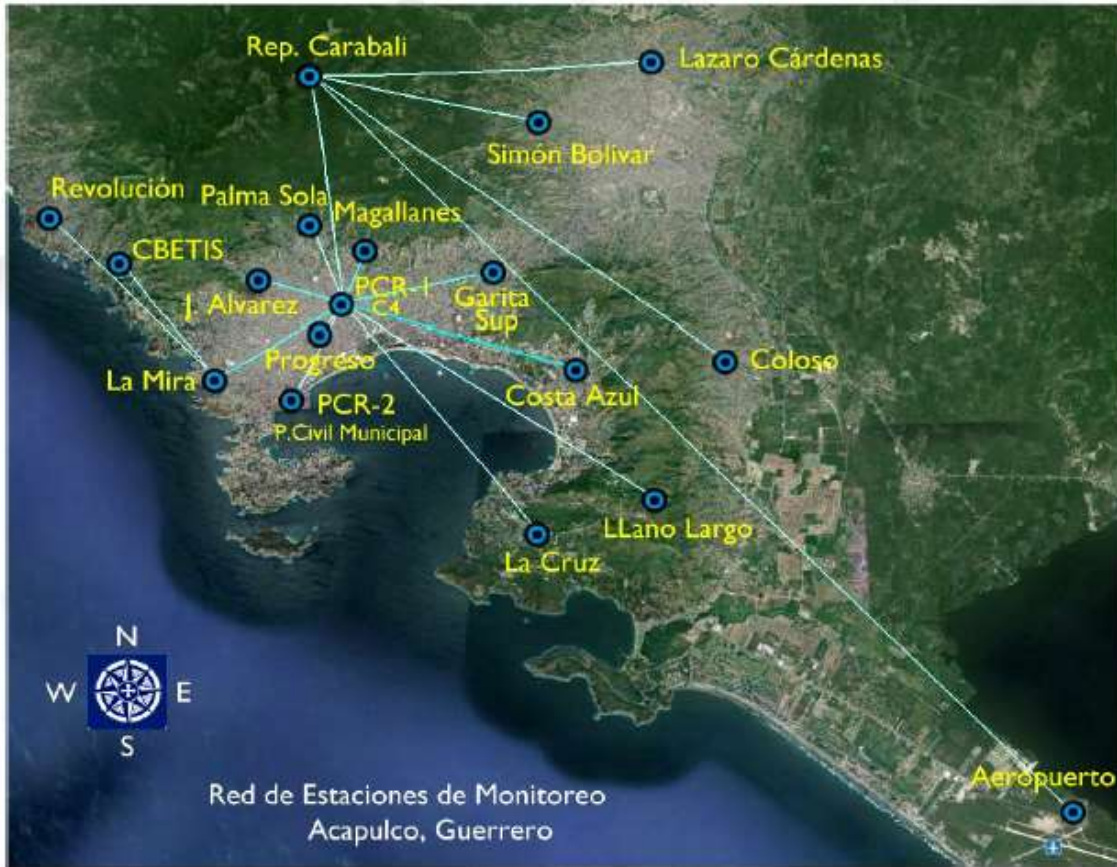 Rep. Carabali
Lazaro Cárdenas
Simón Bolivar
Revolución
Palma Sola
Magallanes
CBETIS
J. Alvarez
PCR-1
C4
Garita
Sup
Progreso
La Mira
Costa Azul
Coloso
PCR-2
P.Civil Municipal
LLano Largo
La Cruz
N
W
E
S
Aeropuerto
Red de Estaciones de Monitoreo
Acapulco, Guerrero